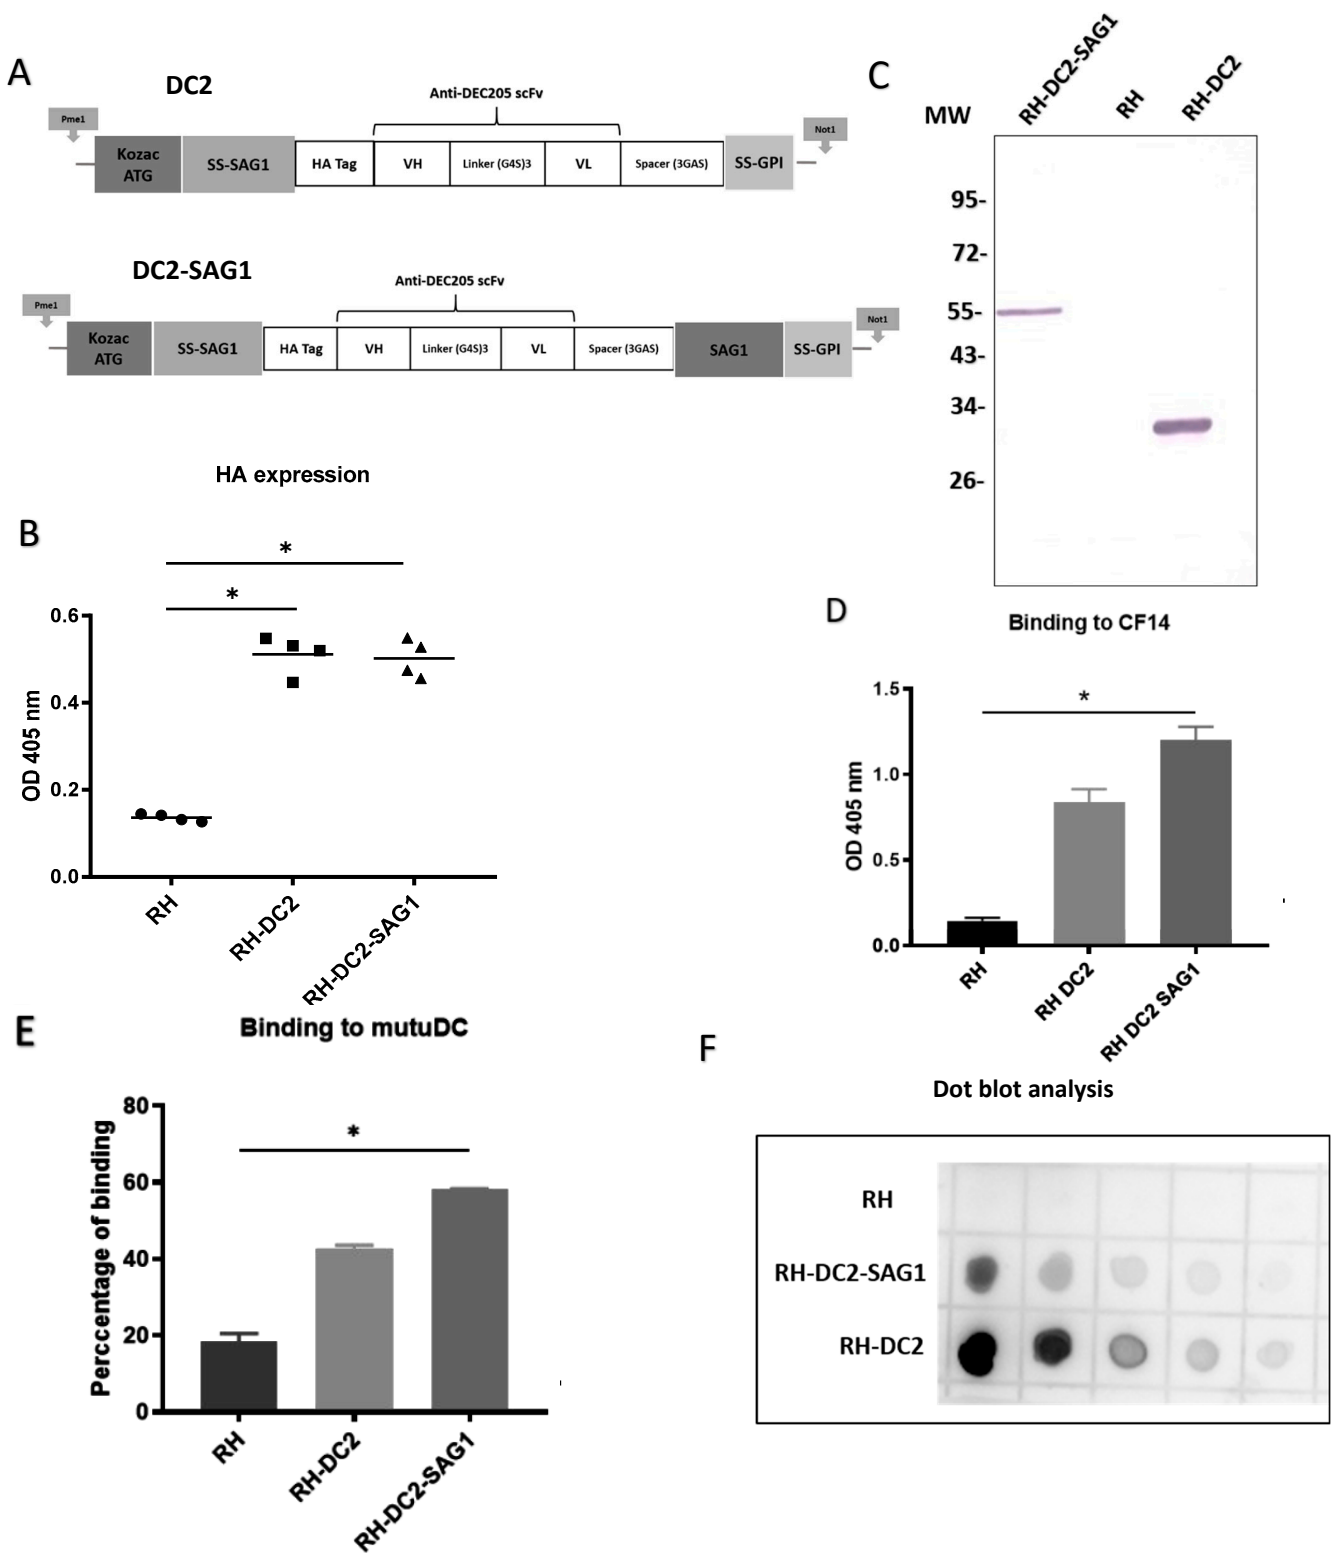 A
DC2
Anti-DEC205 scFv
Pme1
Not1
Kozac
ATG
SS-SAG1
HA Tag
VH
Linker (G4S)3
VL
Spacer (3GAS)
SS-GPI
DC2-SAG1
Anti-DEC205 scFv
Pme1
Not1
Kozac
ATG
SS-SAG1
HA Tag
VH
Linker (G4S)3
VL
Spacer (3GAS)
SAG1
SS-GPI
B
HA expression
*
*
OD 405 nm
0.6
0.4
0.2
0.0
RH
RH-DC2
RH-DC2-SAG1
C
MW
RH-DC2-SAG1
RH
RH-DC2
95-
72-
55-
43-
34-
26-
D
Binding to CF14
*
OD 405 nm
1.5
1.0
0.5
0.0
RH
RH DC2
RH DC2 SAG1
E
Binding to mutuDC
*
Perccentage of binding
80
60
40
20
0
RH
RH-DC2
RH-DC2-SAG1
F
Dot blot analysis
RH
RH-DC2-SAG1
RH-DC2